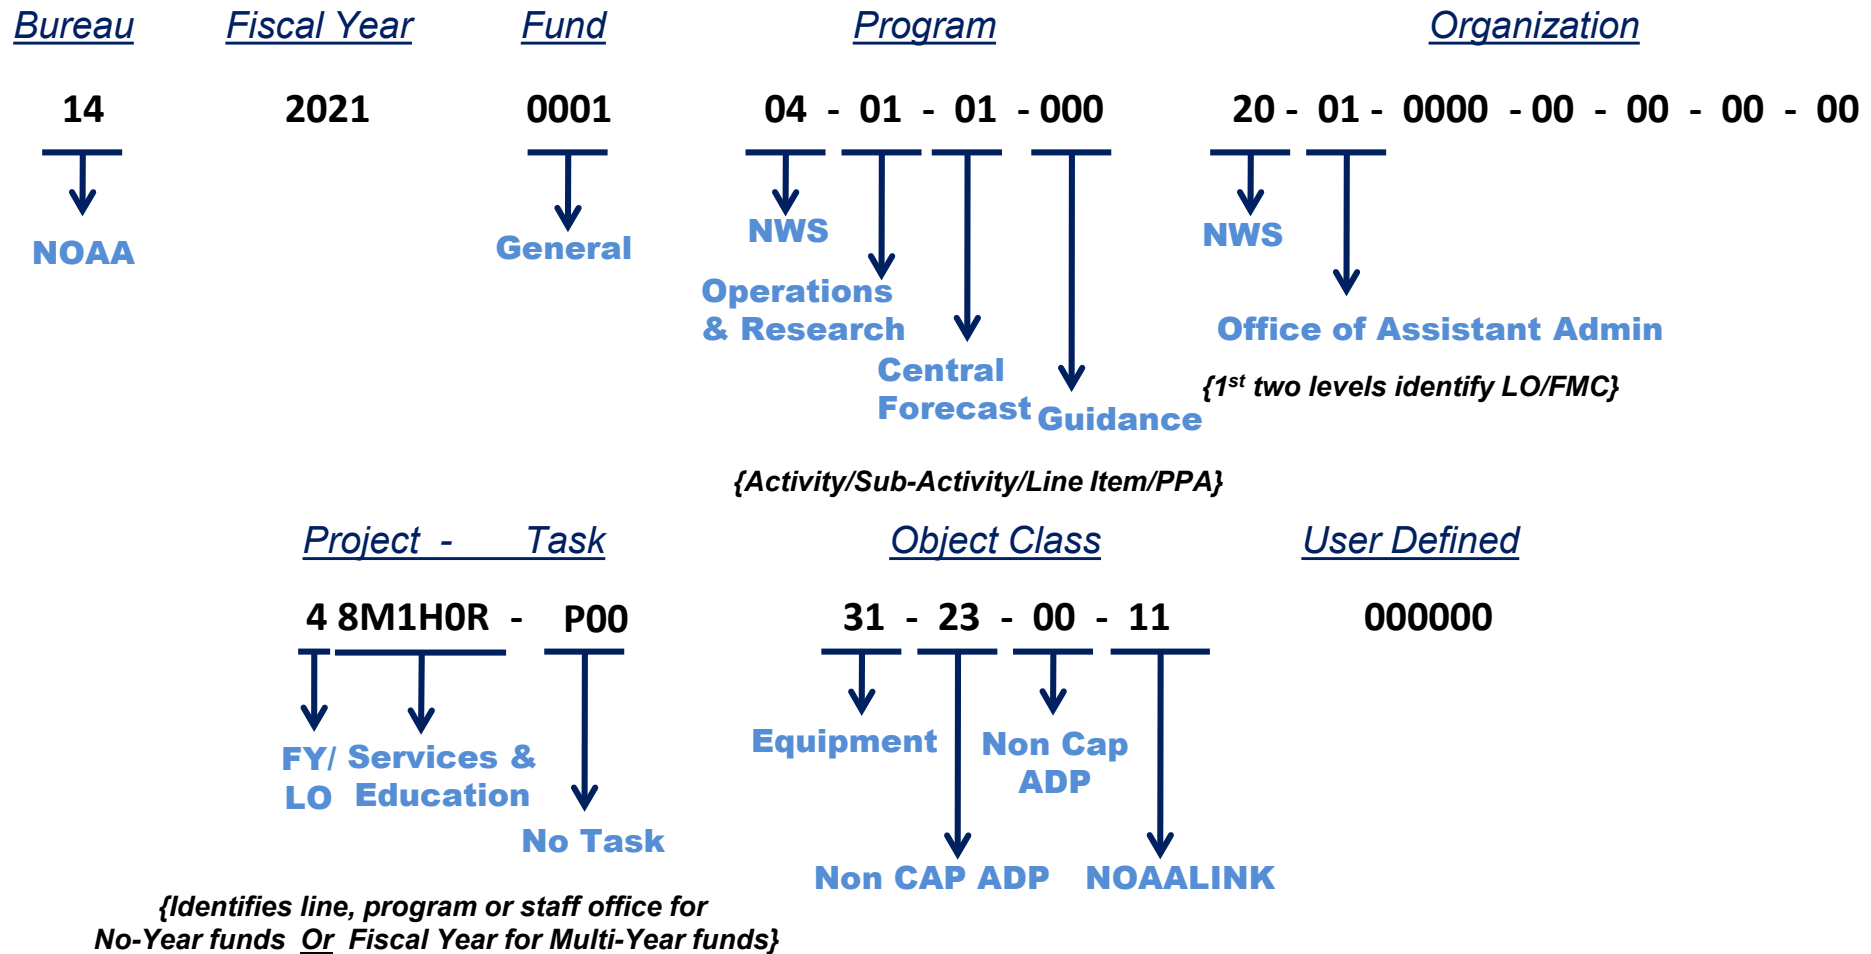 Bureau Fiscal Year Fund Program Organization
14 2021 0001 04 - 01 - 01 - 000 20 - 01 - 0000 - 00 - 00 - 00 - 00
NOAA General NWS NWS
Operations
& Research
Central
Forecast
Guidance
Office of Assistant Admin
{1st two levels identify LO/FMC}
{Activity/Sub-Activity/Line Item/PPA}
Project - Task Object Class User Defined
4 8M1H0R - P00 31 - 23 - 00 - 11 000000
FY/
LO
Services &
Education
No Task
Equipment
Non Cap
ADP
Non CAP ADP NOAALINK
{Identifies line, program or staff office for
No-Year funds Or Fiscal Year for Multi-Year funds}